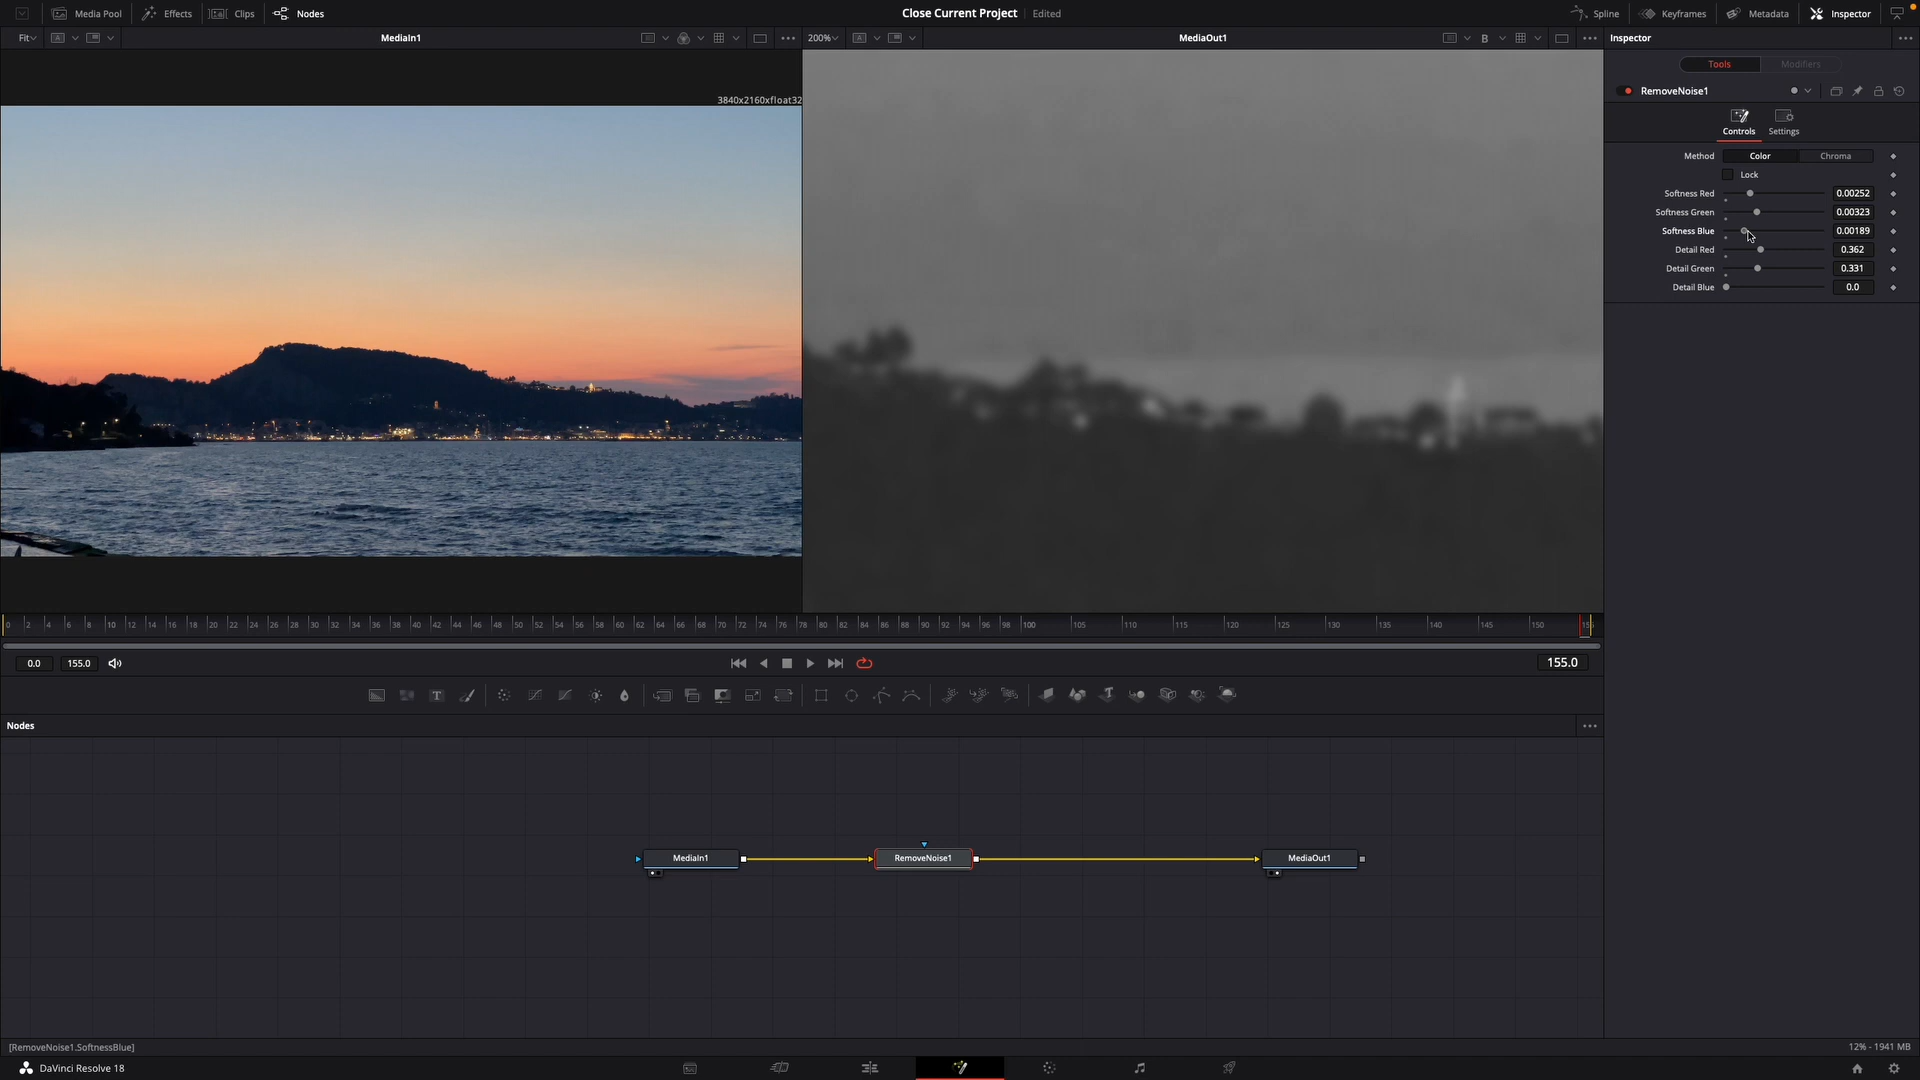 Media Pool Effects Clips Nodes Close Current Project Edited Spline Keyframes Metadata Inspector
Fit MediaIn1 200% MediaOut1 B Inspector
Tools Modifiers
RemoveNoise1
3840x2160xfloat32
Controls Settings
Method Color Chroma
Lock
Softness Red 0.00252
Softness Green 0.00323
Softness Blue 0.00189
Detail Red 0.362
Detail Green 0.331
Detail Blue 0.0
0 2 4 6 8 10 12 14 16 18 20 22 24 26 28 30 32 34 36 38 40 42 44 46 48 50 52 54 56 58 60 62 64 66 68 70 72 74 76 78 80 82 84 86 88 90 92 94 96 98 100 105 110 115 120 125 130 135 140 145 150
0.0 155.0 155.0
T
Nodes
MediaIn1 RemoveNoise1 MediaOut1
[RemoveNoise1.SoftnessBlue] 12% - 1941 MB
DaVinci Resolve 18